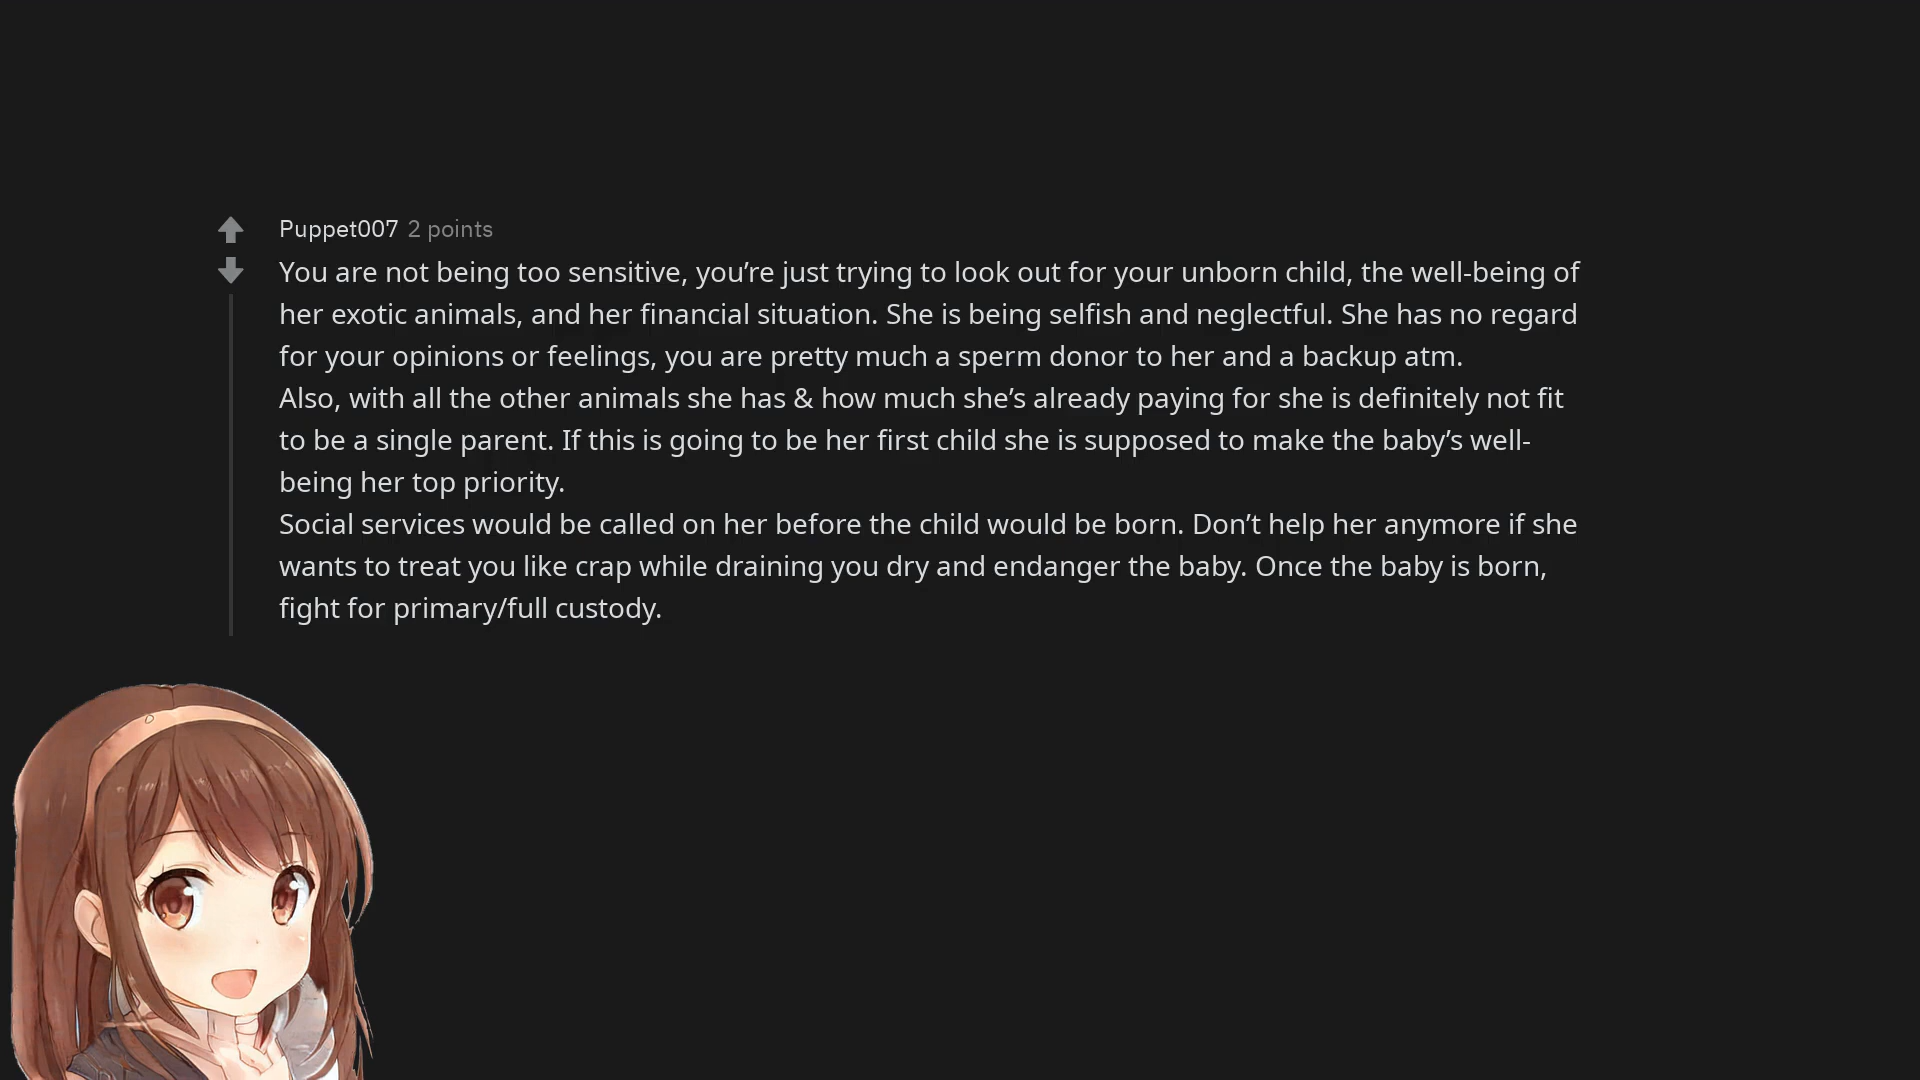 Puppet007 2 points
You are not being too sensitive, you’re just trying to look out for your unborn child, the well-being of
her exotic animals, and her financial situation. She is being selfish and neglectful. She has no regard
for your opinions or feelings, you are pretty much a sperm donor to her and a backup atm.
Also, with all the other animals she has & how much she’s already paying for she is definitely not fit
to be a single parent. If this is going to be her first child she is supposed to make the baby’s well-
being her top priority.
Social services would be called on her before the child would be born. Don’t help her anymore if she
wants to treat you like crap while draining you dry and endanger the baby. Once the baby is born,
fight for primary/full custody.